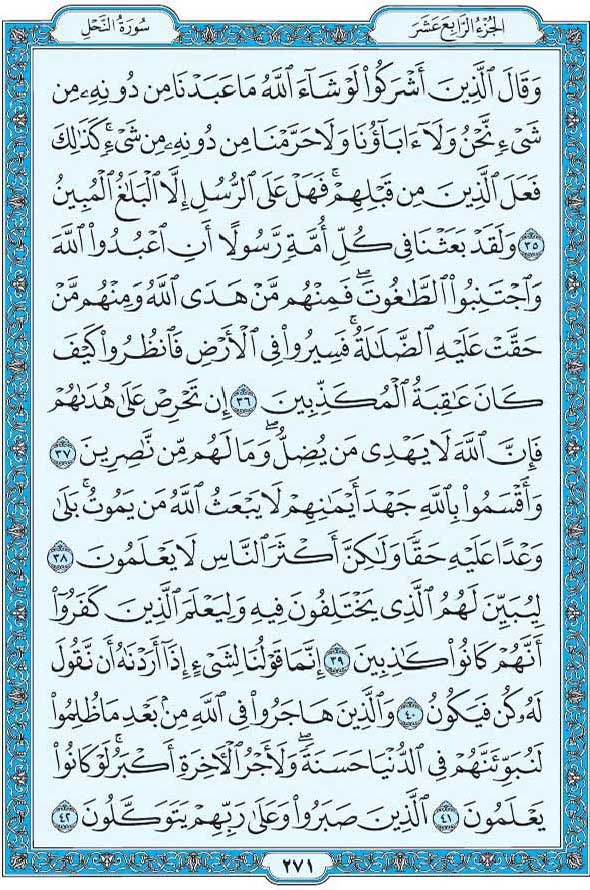 الجُزْءُ الرَّابِعَ عَشَرَ
سُورَةُ النَّحْلِ
وَقَالَ ٱلَّذِينَ أَشْرَكُوا۟ لَوْ شَآءَ ٱللَّهُ مَا عَبَدْنَا مِن دُونِهِۦ مِن
شَىْءٍ نَّحْنُ وَلَآ ءَابَآؤُنَا وَلَا حَرَّمْنَا مِن دُونِهِۦ مِن شَىْءٍ ۚ كَذَٰلِكَ
فَعَلَ ٱلَّذِينَ مِن قَبْلِهِمْ ۚ فَهَلْ عَلَى ٱلرُّسُلِ إِلَّا ٱلْبَلَٰغُ ٱلْمُبِينُ
٣٥ وَلَقَدْ بَعَثْنَا فِى كُلِّ أُمَّةٍ رَّسُولًا أَنِ ٱعْبُدُوا۟ ٱللَّهَ
وَٱجْتَنِبُوا۟ ٱلطَّٰغُوتَ ۖ فَمِنْهُم مَّنْ هَدَى ٱللَّهُ وَمِنْهُم مَّنْ
حَقَّتْ عَلَيْهِ ٱلضَّلَٰلَةُ ۚ فَسِيرُوا۟ فِى ٱلْأَرْضِ فَٱنظُرُوا۟ كَيْفَ
كَانَ عَٰقِبَةُ ٱلْمُكَذِّبِينَ ٣٦ إِن تَحْرِصْ عَلَىٰ هُدَىٰهُمْ
فَإِنَّ ٱللَّهَ لَا يَهْدِى مَن يُضِلُّ ۖ وَمَا لَهُم مِّن نَّٰصِرِينَ ٣٧
وَأَقْسَمُوا۟ بِٱللَّهِ جَهْدَ أَيْمَٰنِهِمْ ۙ لَا يَبْعَثُ ٱللَّهُ مَن يَمُوتُ ۚ بَلَىٰ
وَعْدًا عَلَيْهِ حَقًّا وَلَٰكِنَّ أَكْثَرَ ٱلنَّاسِ لَا يَعْلَمُونَ ٣٨
لِيُبَيِّنَ لَهُمُ ٱلَّذِى يَخْتَلِفُونَ فِيهِ وَلِيَعْلَمَ ٱلَّذِينَ كَفَرُوٓا۟
أَنَّهُمْ كَانُوا۟ كَٰذِبِينَ ٣٩ إِنَّمَا قَوْلُنَا لِشَىْءٍ إِذَآ أَرَدْنَٰهُ أَن نَّقُولَ
لَهُۥ كُن فَيَكُونُ ٤٠ وَٱلَّذِينَ هَاجَرُوا۟ فِى ٱللَّهِ مِنۢ بَعْدِ مَا ظُلِمُوا۟
لَنُبَوِّئَنَّهُمْ فِى ٱلدُّنْيَا حَسَنَةً ۖ وَلَأَجْرُ ٱلْءَاخِرَةِ أَكْبَرُ ۚ لَوْ كَانُوا۟
يَعْلَمُونَ ٤١ ٱلَّذِينَ صَبَرُوا۟ وَعَلَىٰ رَبِّهِمْ يَتَوَكَّلُونَ ٤٢
٢٧١